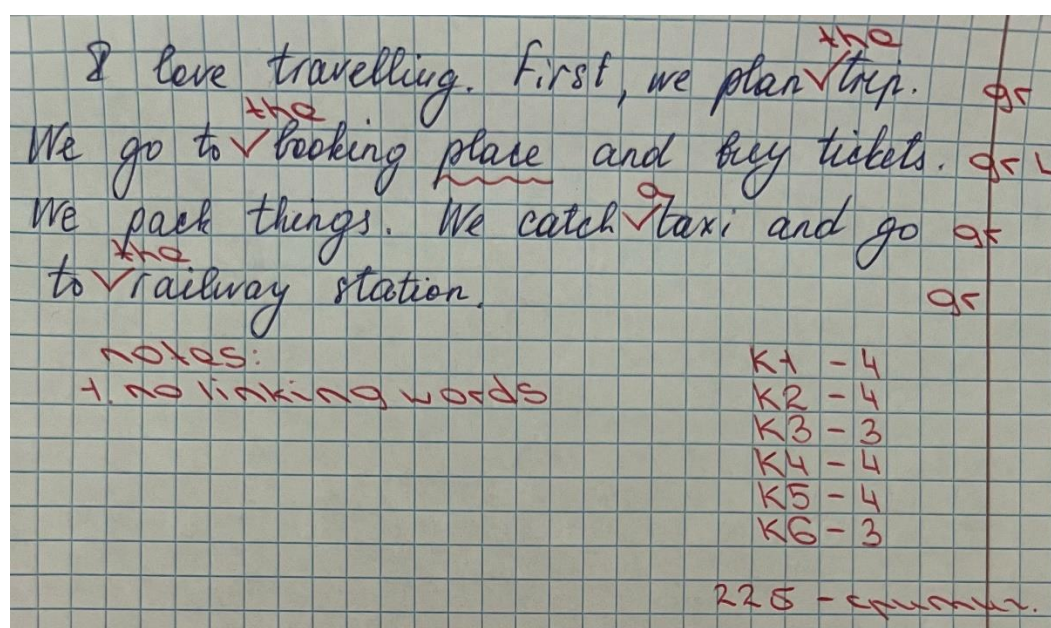 the
I love travelling. First, we plan √ trip. gr
the
We go to √ booking place and buy tickets. gr L
a
We pack things. We catch √ taxi and go gr
the
to √ railway station. gr
notes:
1. no linking words
K1 - 4
K2 - 4
K3 - 3
K4 - 4
K5 - 4
K6 - 3
22б -